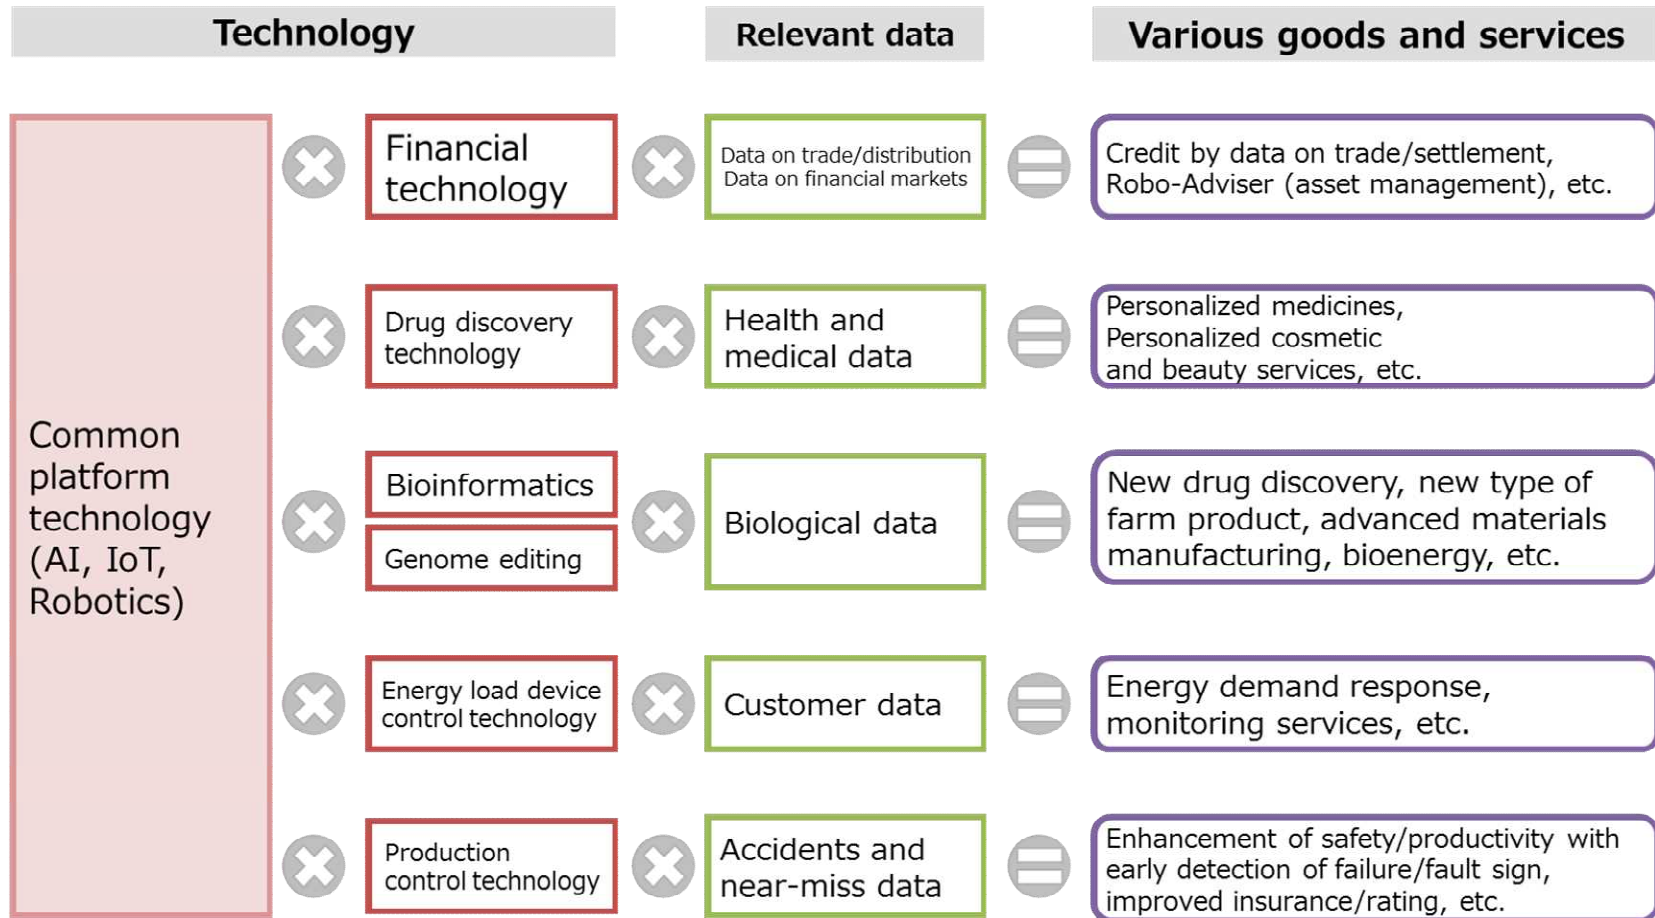 Technology
Relevant data
Various goods and services
Common
platform
technology
(AI, IoT,
Robotics)
Financial
technology
Data on trade/distribution
Data on financial markets
Credit by data on trade/settlement,
Robo-Adviser (asset management), etc.
Drug discovery
technology
Health and
medical data
Personalized medicines,
Personalized cosmetic
and beauty services, etc.
Bioinformatics
Genome editing
Biological data
New drug discovery, new type of
farm product, advanced materials
manufacturing, bioenergy, etc.
Energy load device
control technology
Customer data
Energy demand response,
monitoring services, etc.
Production
control technology
Accidents and
near-miss data
Enhancement of safety/productivity with
early detection of failure/fault sign,
improved insurance/rating, etc.